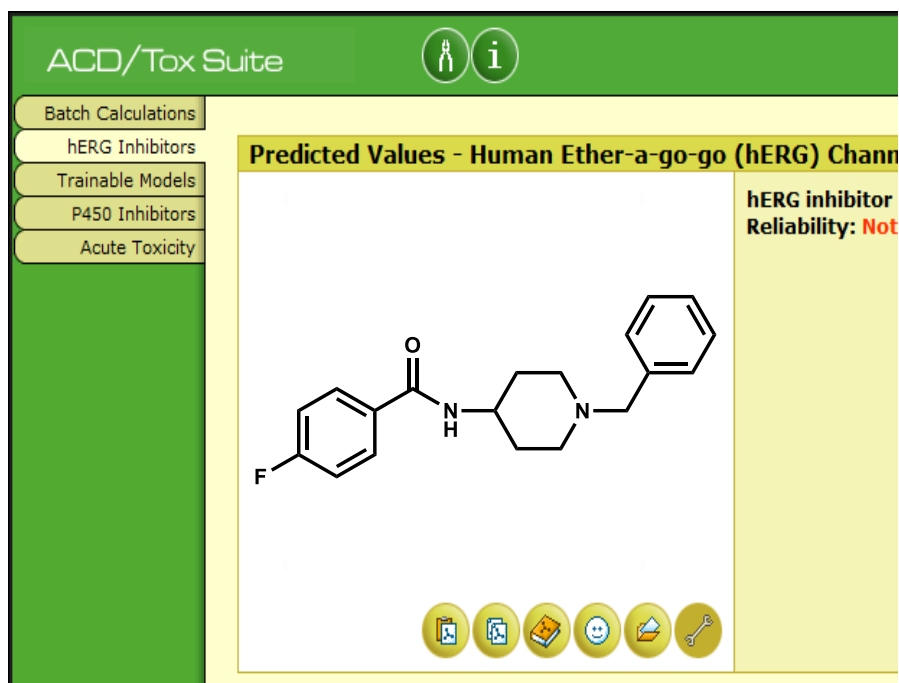 ACD/Tox Suite
i
Batch Calculations
hERG Inhibitors
Trainable Models
P450 Inhibitors
Acute Toxicity
Predicted Values - Human Ether-a-go-go (hERG) Chann
hERG inhibitor
Reliability: Not
O
N
H
N
F